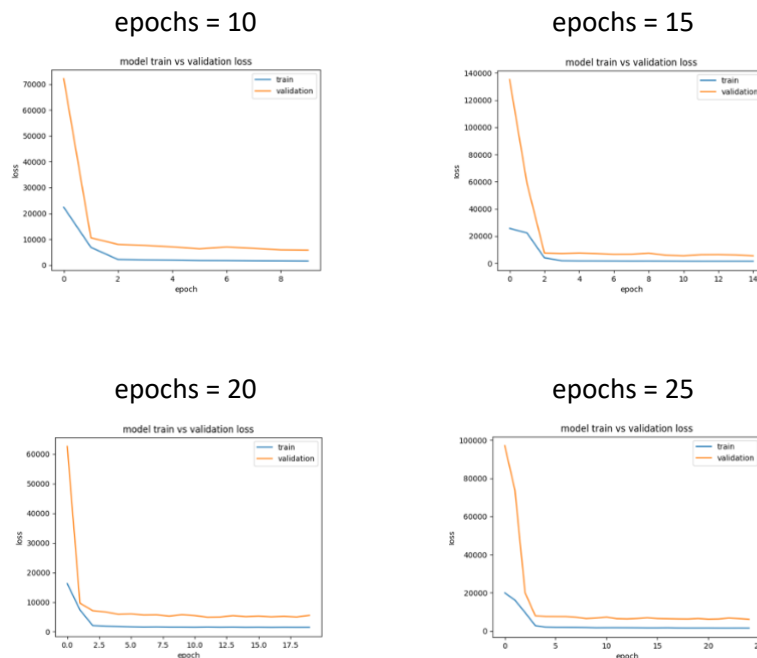 epochs = 10
model train vs validation loss
train
validation
70000
60000
50000
40000
30000
20000
10000
0
loss
0
2
4
6
8
epoch
epochs = 15
model train vs validation loss
train
validation
140000
120000
100000
80000
60000
40000
20000
0
loss
0
2
4
6
8
10
12
14
epoch
epochs = 20
model train vs validation loss
train
validation
60000
50000
40000
30000
20000
10000
0
loss
0.0
2.5
5.0
7.5
10.0
12.5
15.0
17.5
epoch
epochs = 25
model train vs validation loss
train
validation
100000
80000
60000
40000
20000
0
loss
0
5
10
15
20
epoch